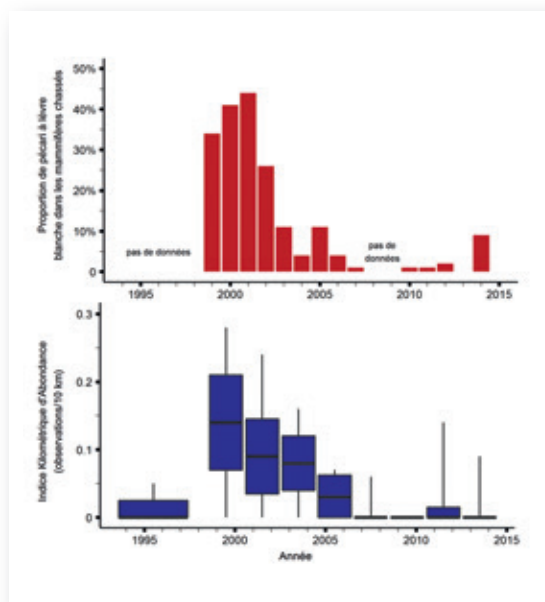 Proportion de pécari à lèvre
blanche dans les mammifères chassés
50%
40%
30%
20%
10%
0
pas de données
pas de
données
1995
2000
2005
2010
2015
Indice Kilométrique d'Abondance
(observations/10 km)
0.3
0.2
0.1
0
1995
2000
2005
2010
2015
Année